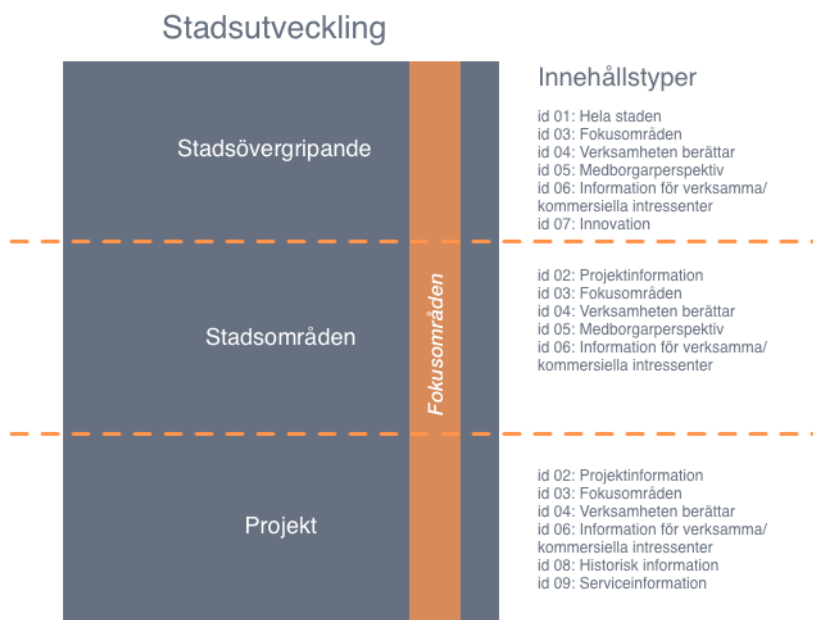 Stadsutveckling
Innehållstyper
Stadsövergripande
id 01: Hela staden
id 03: Fokusområden
id 04: Verksamheten berättar
id 05: Medborgarperspektiv
id 06: Information för verksamma/
kommersiella intressenter
id 07: Innovation
Stadsområden
Fokusområden
id 02: Projektinformation
id 03: Fokusområden
id 04: Verksamheten berättar
id 05: Medborgarperspektiv
id 06: Information för verksamma/
kommersiella intressenter
Projekt
id 02: Projektinformation
id 03: Fokusområden
id 04: Verksamheten berättar
id 06: Information för verksamma/
kommersiella intressenter
id 08: Historisk information
id 09: Serviceinformation